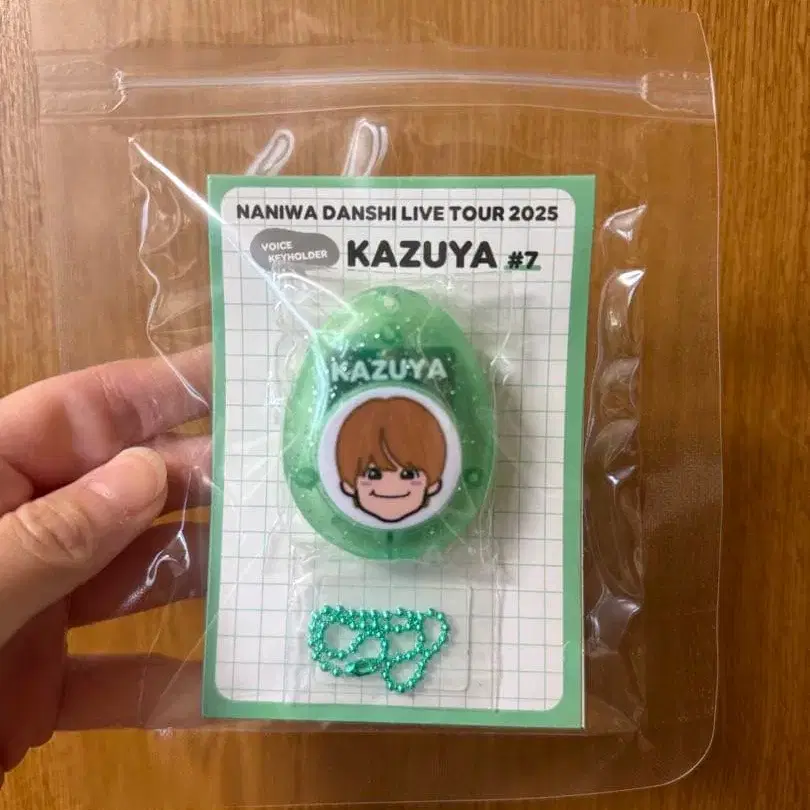 NANIWA DANSHI LIVE TOUR 2025
VOICE
KEYHOLDER
KAZUYA #7
KAZUYA